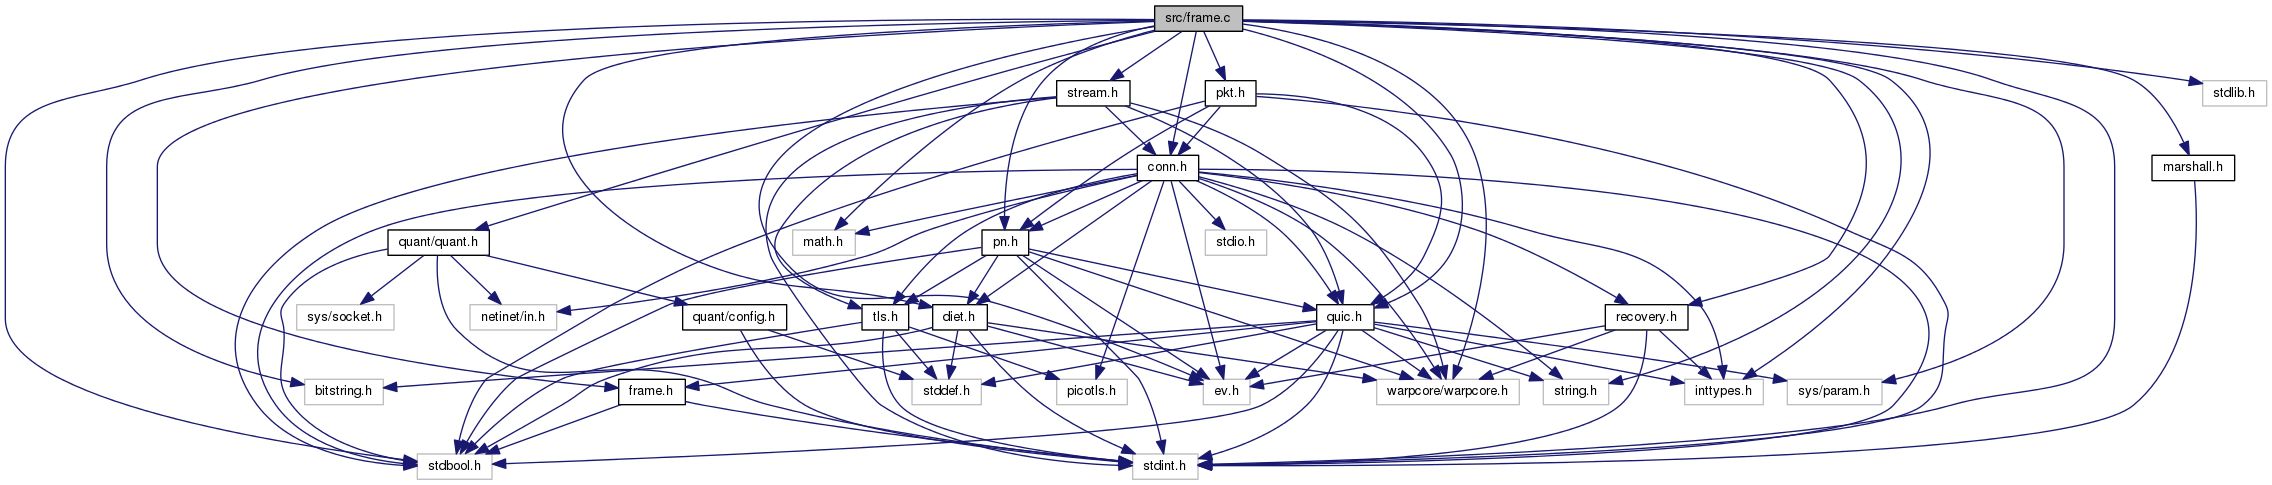 src/frame.c
stream.h
pkt.h
stdlib.h
conn.h
marshall.h
quant/quant.h
math.h
pn.h
stdio.h
sys/socket.h
netinet/in.h
quant/config.h
tls.h
diet.h
quic.h
recovery.h
bitstring.h
frame.h
stddef.h
picotls.h
ev.h
warpcore/warpcore.h
string.h
inttypes.h
sys/param.h
stdbool.h
stdint.h